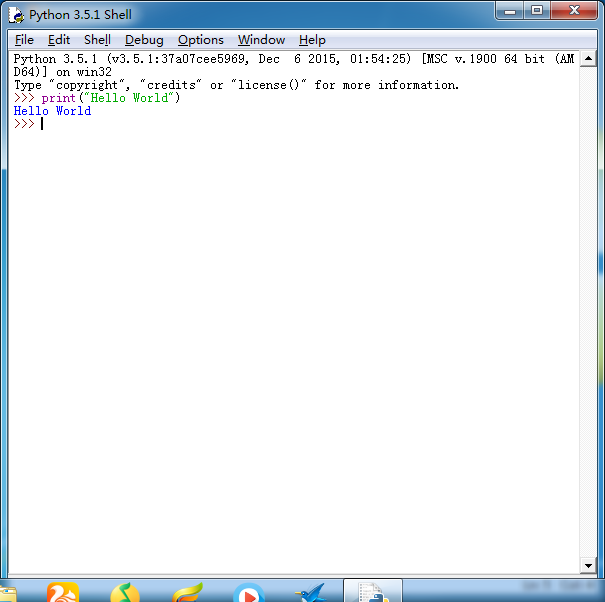 Python 3.5.1 Shell
File Edit Shell Debug Options Window Help
Python 3.5.1 (v3.5.1:37a07cee5969, Dec  6 2015, 01:54:25) [MSC v.1900 64 bit (AM
D64)] on win32
Type "copyright", "credits" or "license()" for more information.
>>> print("Hello World")
Hello World
>>>